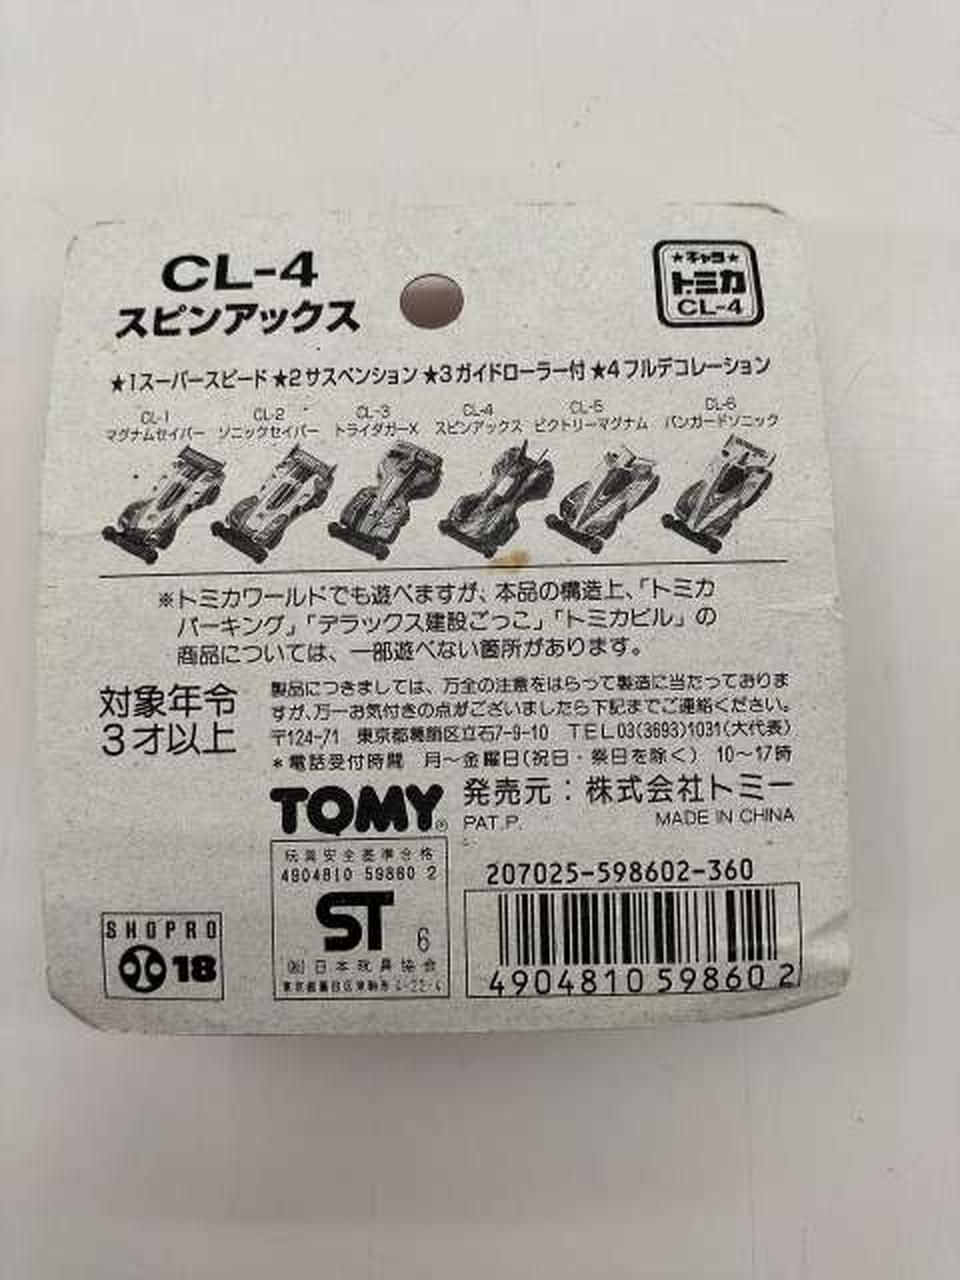 CL-4
スピンアックス
★キャラ★
トミカ
CL-4
★1スーパースピード★2サスペンション★3ガイドローラー付★4フルデコレーション
CL-1 CL-2 CL-3 CL-4 CL-5 CL-6
マグナムセイバー ソニックセイバー トライダガーX スピンアックス ビクトリーマグナム バンガードソニック
※トミカワールドでも遊べますが、本品の構造上、「トミカ
パーキング」「デラックス建設ごっこ」「トミカビル」の
商品については、一部遊べない箇所があります。
対象年令
3才以上
製品につきましては、万全の注意をはらって製造に当たっておりま
すが、万一お気付きの点がございましたら下記までご連絡ください。
〒124-71 東京都葛飾区立石7-9-10 TEL03(3693)1031(大代表)
*電話受付時間 月〜金曜日(祝日・祭日を除く) 10〜17時
TOMY®
発売元：株式会社トミー
PAT.P. MADE IN CHINA
玩具安全基準合格
4904810 59860 2
ST 6
(社)日本玩具協会
東京都墨田区東駒形4-22-4
207025-598602-360
4904810 598602
SHOPRO
18